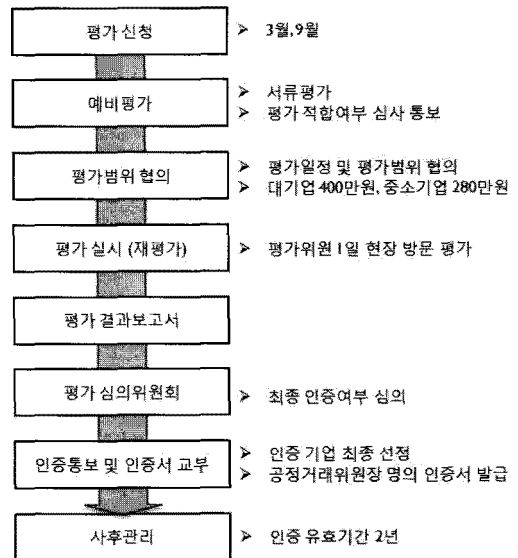 평가 신청
➢ 3월,9월
예비평가
➢ 서류평가
➢ 평가 적합여부 심사 통보
평가범위 협의
➢ 평가일정 및 평가범위 협의
➢ 대기업 400만원, 중소기업 280만원
평가 실시 (재평가)
➢ 평가위원 1일 현장 방문 평가
평가 결과보고서
평가 심의위원회
➢ 최종 인증여부 심의
인증통보 및 인증서 교부
➢ 인증 기업 최종 선정
➢ 공정거래위원장 명의 인증서 발급
사후관리
➢ 인증 유효기간 2년